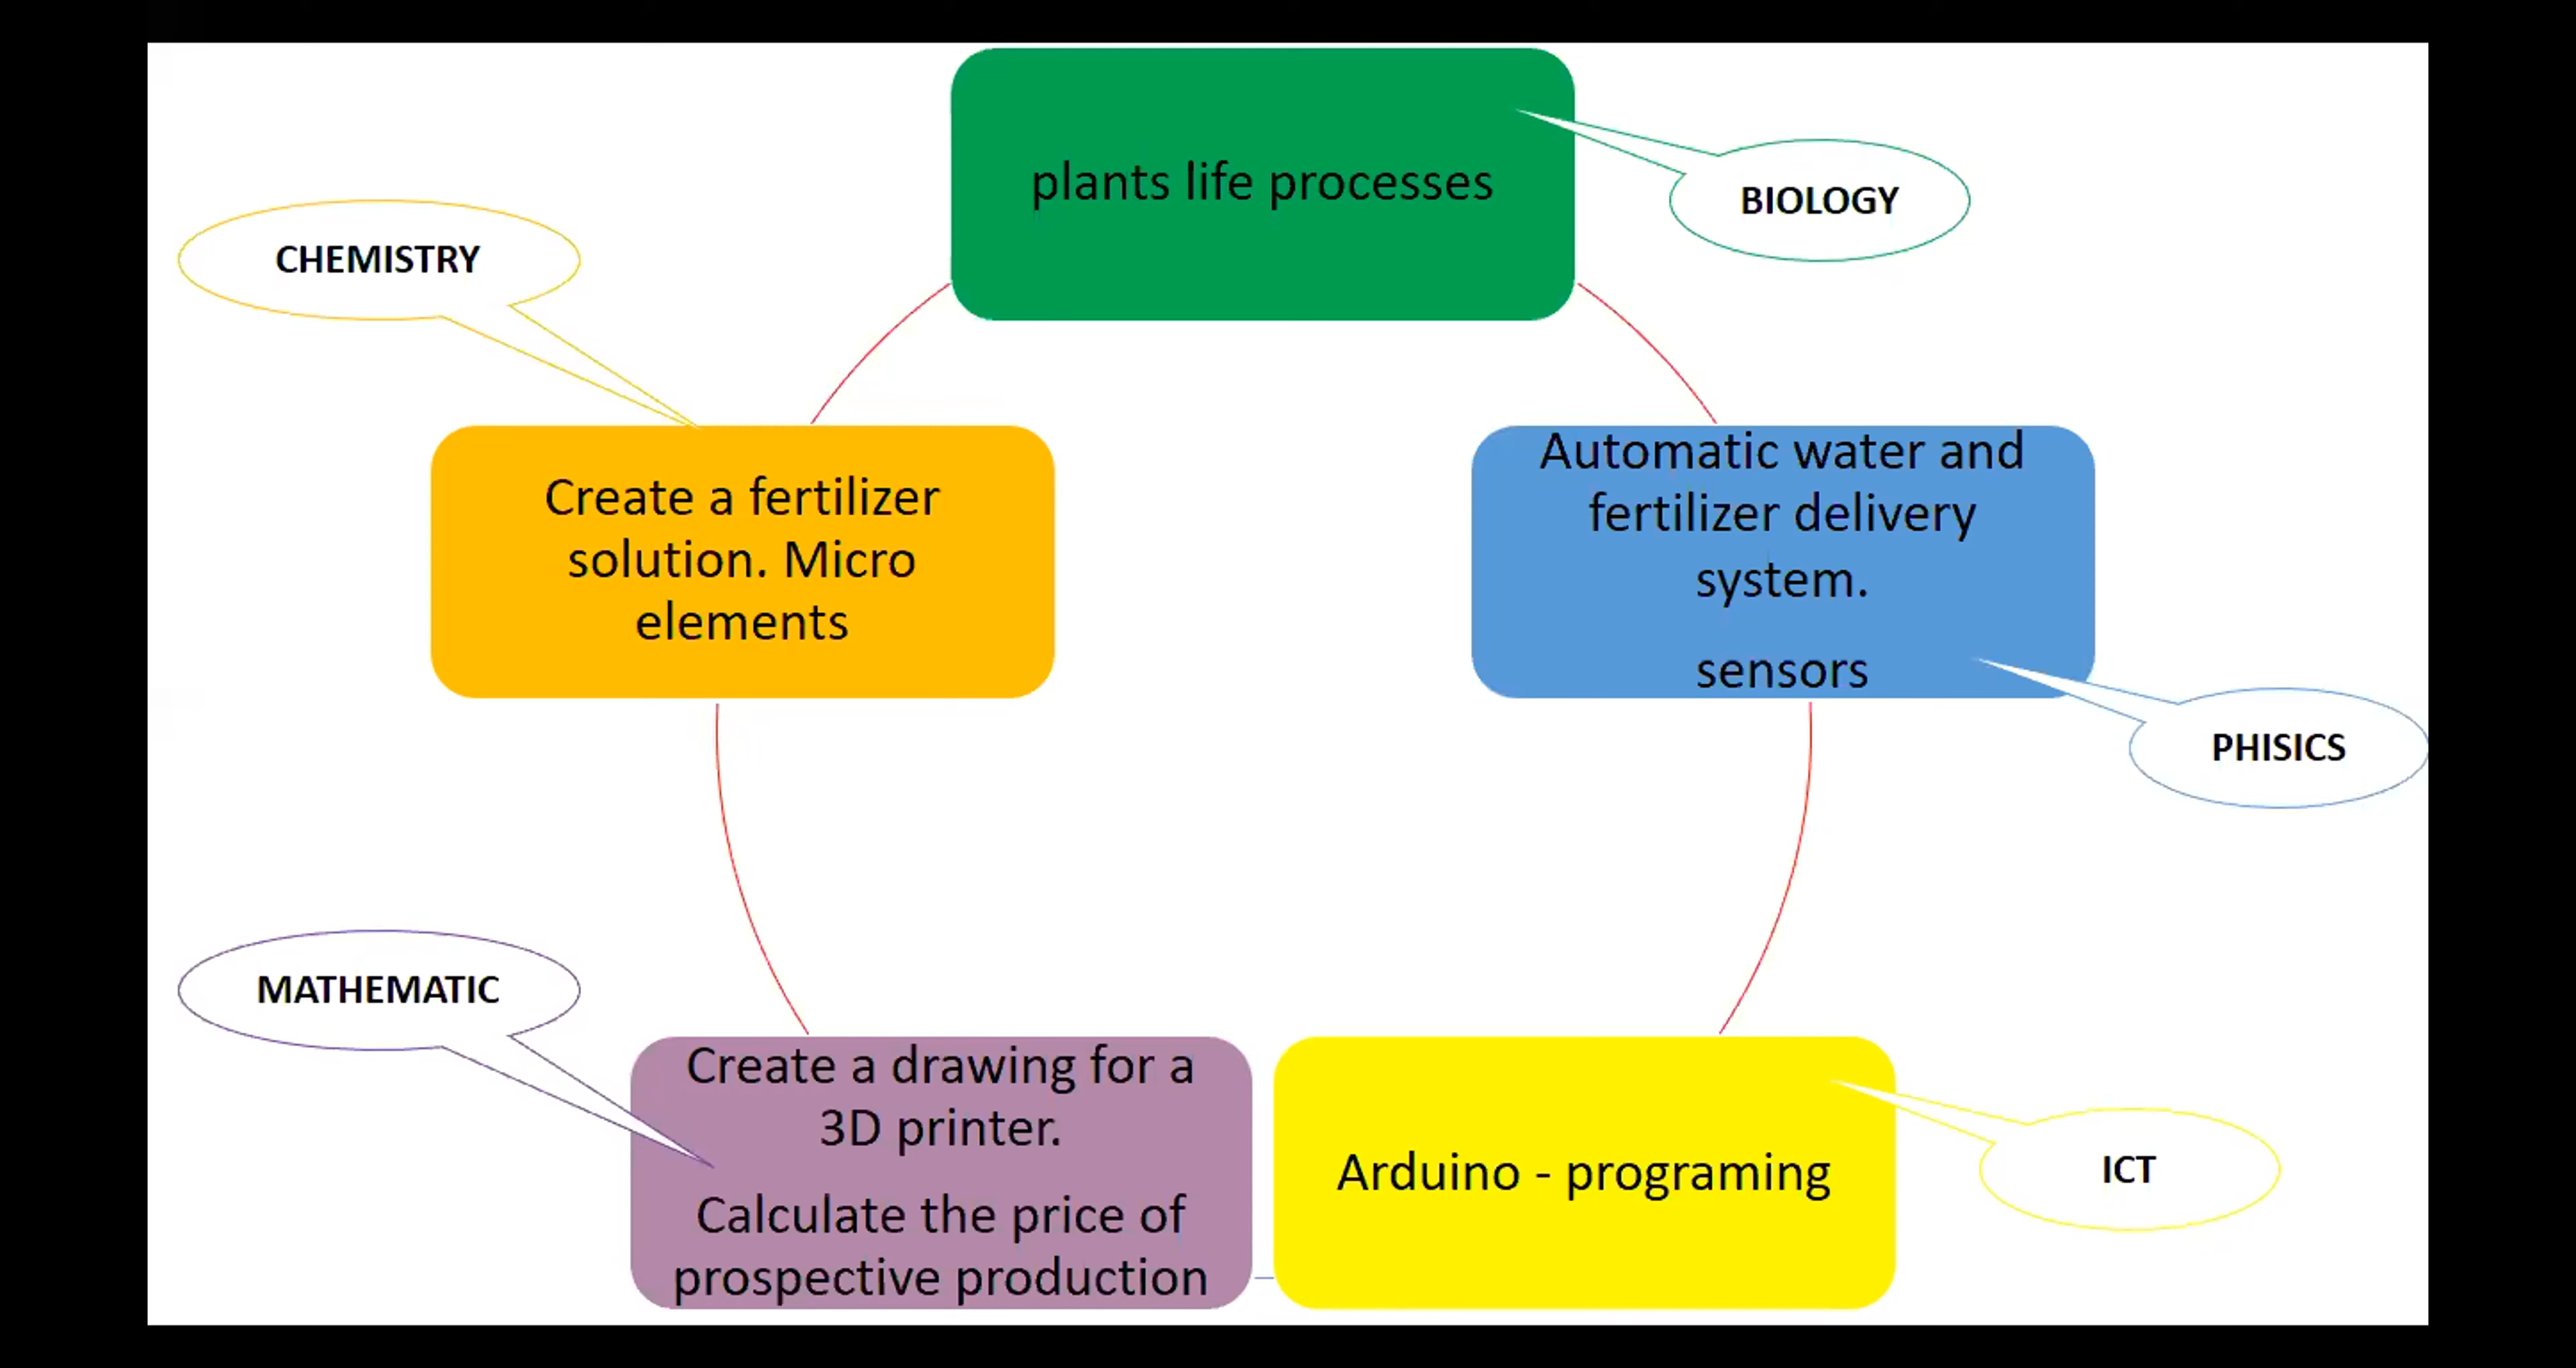 plants life processes
BIOLOGY
CHEMISTRY
Create a fertilizer
solution. Micro
elements
Automatic water and
fertilizer delivery
system.
sensors
PHISICS
MATHEMATIC
Create a drawing for a
3D printer.
Calculate the price of
prospective production
Arduino - programing
ICT